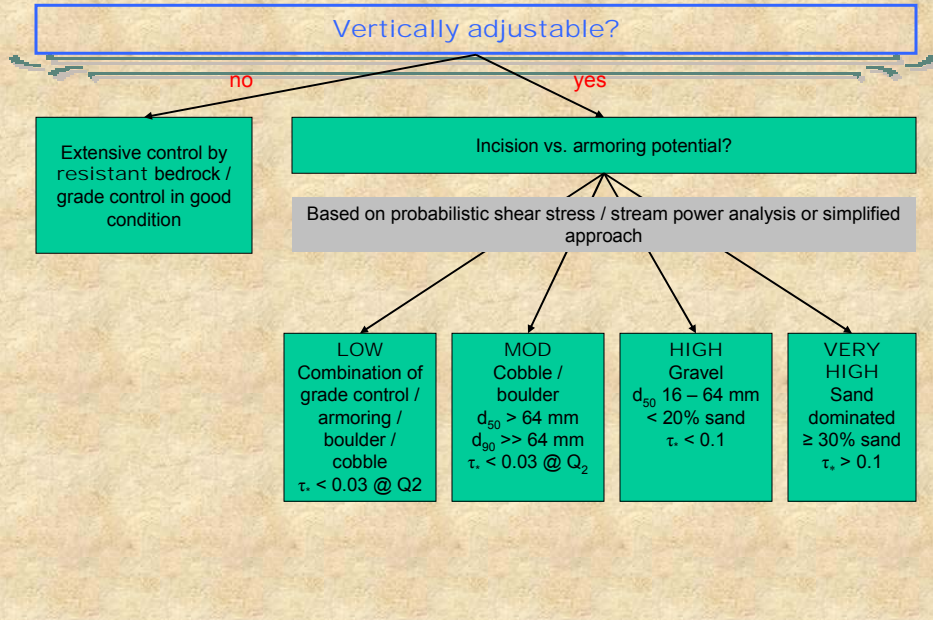 Vertically adjustable?
no
yes
Extensive control by
resistant bedrock /
grade control in good
condition
Incision vs. armoring potential?
Based on probabilistic shear stress / stream power analysis or simplified
approach
LOW
Combination of
grade control /
armoring /
boulder /
cobble
τ* < 0.03 @ Q2
MOD
Cobble /
boulder
d50 > 64 mm
d90 >> 64 mm
τ* < 0.03 @ Q2
HIGH
Gravel
d50 16 – 64 mm
< 20% sand
τ* < 0.1
VERY
HIGH
Sand
dominated
≥ 30% sand
τ* > 0.1